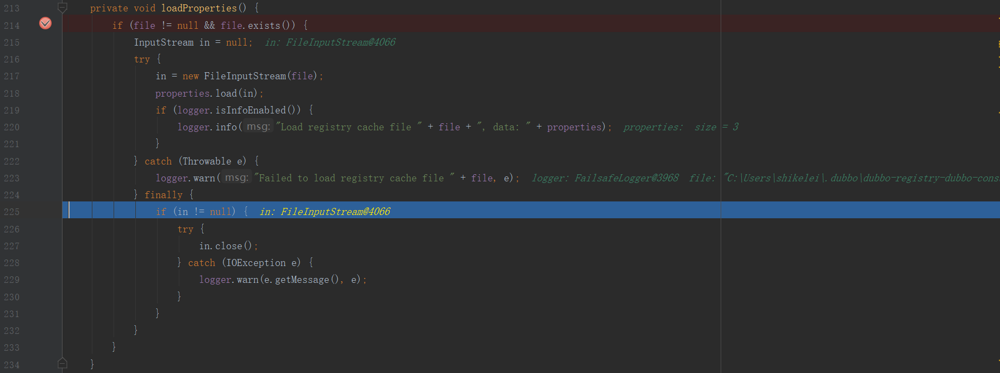 213 private void loadProperties() {
214 if (file != null && file.exists()) {
215 InputStream in = null; in: FileInputStream@4066
216 try {
217 in = new FileInputStream(file);
218 properties.load(in);
219 if (logger.isInfoEnabled()) {
220 logger.info( msg: "Load registry cache file " + file + ", data: " + properties); properties: size = 3
221 }
222 } catch (Throwable e) {
223 logger.warn( msg: "Failed to load registry cache file " + file, e); logger: FailsafeLogger@3968 file: "C:\Users\shikelei\.dubbo\dubbo-registry-dubbo-cons
224 } finally {
225 if (in != null) { in: FileInputStream@4066
226 try {
227 in.close();
228 } catch (IOException e) {
229 logger.warn(e.getMessage(), e);
230 }
231 }
232 }
233 }
234 }